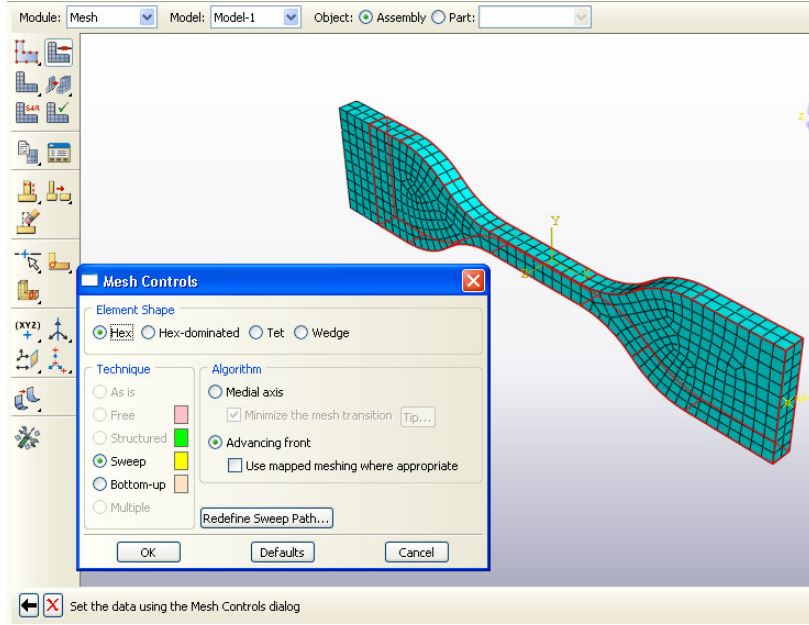 Module: Mesh Model: Model-1 Object: Assembly Part:
S4R
(XYZ)
Z
Y
Mesh Controls
Element Shape
Hex Hex-dominated Tet Wedge
Technique
As is
Free
Structured
Sweep
Bottom-up
Multiple
Algorithm
Medial axis
Minimize the mesh transition Tip...
Advancing front
Use mapped meshing where appropriate
Redefine Sweep Path...
OK Defaults Cancel
Set the data using the Mesh Controls dialog